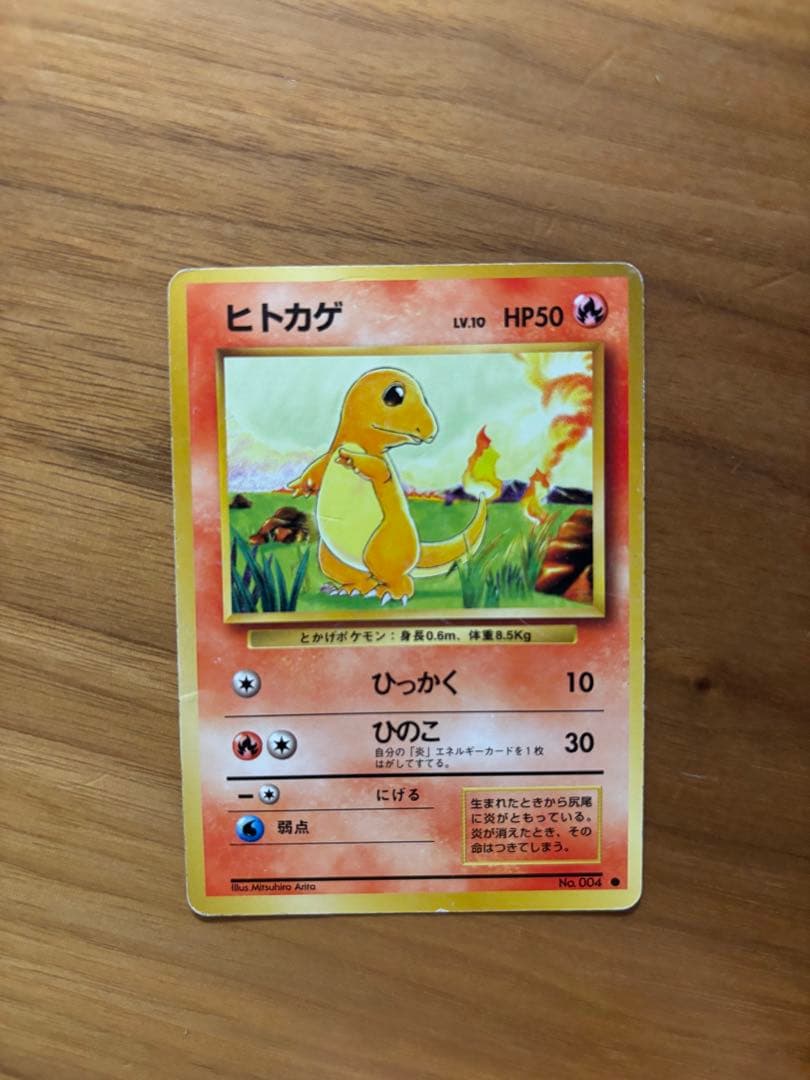 ヒトカゲ LV.10 HP50
とかげポケモン：身長0.6m、体重8.5Kg
ひっかく 10
ひのこ 30
自分の「炎」エネルギーカードを1枚
はがしてすてる。
ー にげる
弱点
生まれたときから尻尾
に炎がともっている。
炎が消えたとき、その
命はつきてしまう。
Illus.Mitsuhiro Arita No. 004 ●